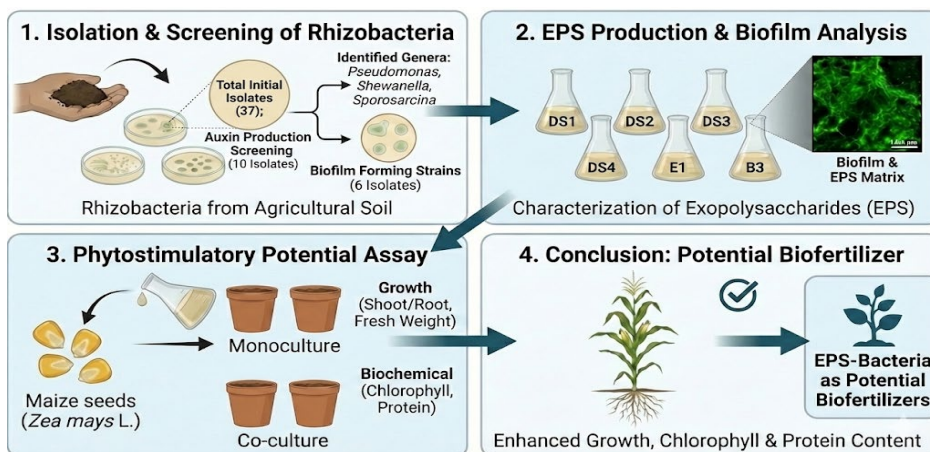 1. Isolation & Screening of Rhizobacteria
Total Initial
Isolates
(37);
Auxin Production
Screening
(10 Isolates)
Identified Genera:
Pseudomonas,
Shewanella,
Sporosarcina
Biofilm Forming Strains
(6 Isolates)
Rhizobacteria from Agricultural Soil
2. EPS Production & Biofilm Analysis
DS1
DS2
DS3
DS4
E1
B3
Biofilm &
EPS Matrix
Characterization of Exopolysaccharides (EPS)
3. Phytostimulatory Potential Assay
Maize seeds
(Zea mays L.)
Monoculture
Co-culture
Growth
(Shoot/Root,
Fresh Weight)
Biochemical
(Chlorophyll,
Protein)
4. Conclusion: Potential Biofertilizer
EPS-Bacteria
as Potential
Biofertilizers
Enhanced Growth, Chlorophyll & Protein Content